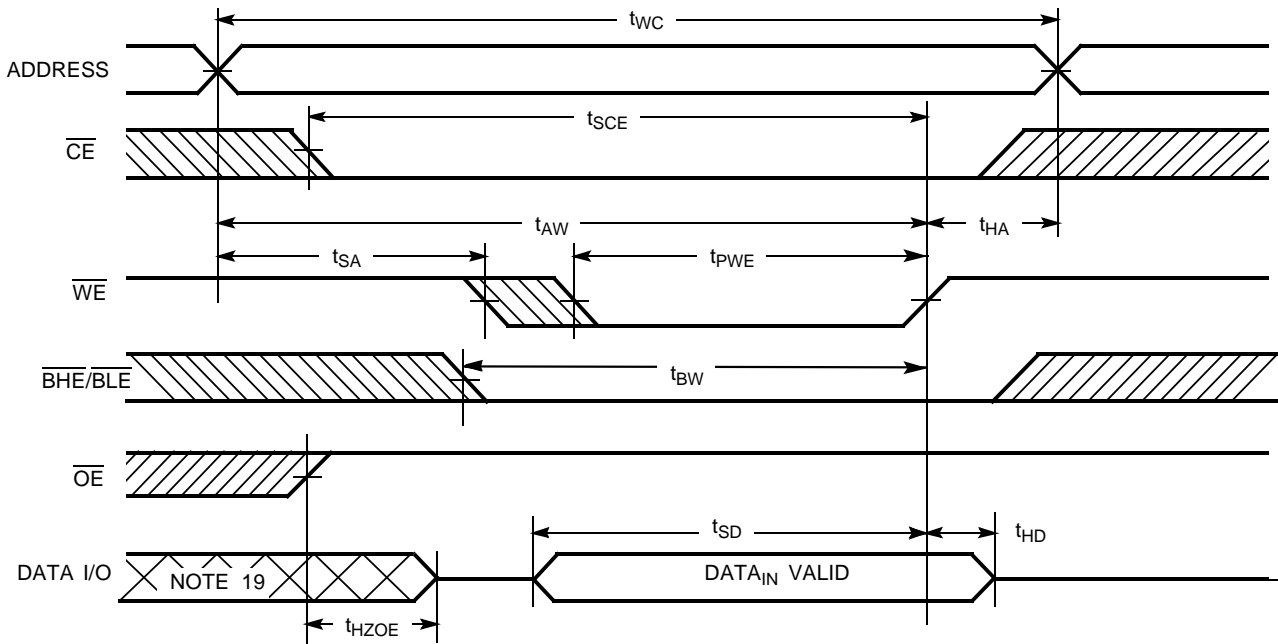 tWC
ADDRESS
tSCE
CE
tAW
tHA
tSA
tPWE
WE
BHE/BLE
tBW
OE
tSD
tHD
DATA I/O
NOTE 19
DATAIN VALID
tHZOE